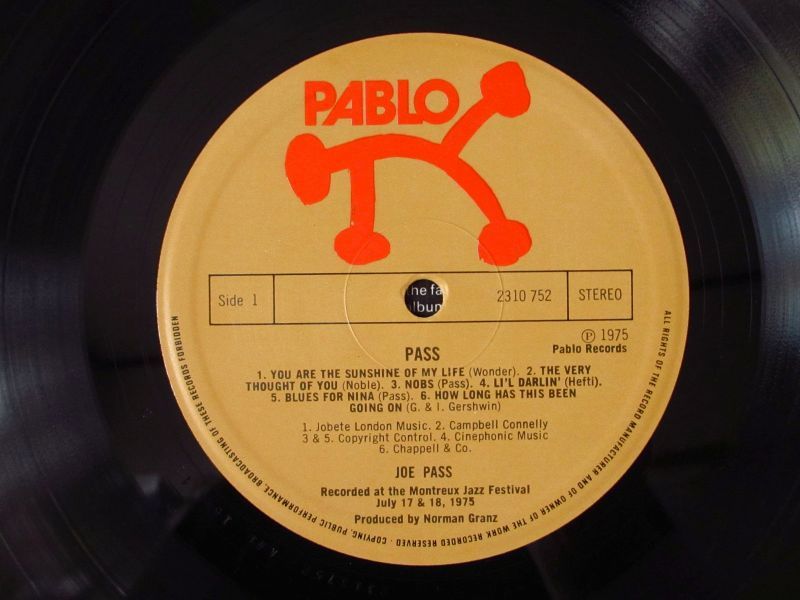 PABLO
Side 1
the fa
lbum
2310 752
STEREO
℗ 1975
Pablo Records
PASS
1. YOU ARE THE SUNSHINE OF MY LIFE (Wonder). 2. THE VERY
THOUGHT OF YOU (Noble). 3. NOBS (Pass). 4. LI'L DARLIN' (Hefti).
5. BLUES FOR NINA (Pass). 6. HOW LONG HAS THIS BEEN
GOING ON (G. & I. Gershwin)
1. Jobete London Music. 2. Campbell Connelly
3 & 5. Copyright Control. 4. Cinephonic Music
6. Chappell & Co.
JOE PASS
Recorded at the Montreux Jazz Festival
July 17 & 18, 1975
Produced by Norman Granz
ALL RIGHTS OF THE RECORD MANUFACTURER AND OF OWNER OF THE WORK RECORDED RESERVED · COPYING, PUBLIC PERFORMANCE, BROADCASTING OF THESE RECORDS FORBIDDEN